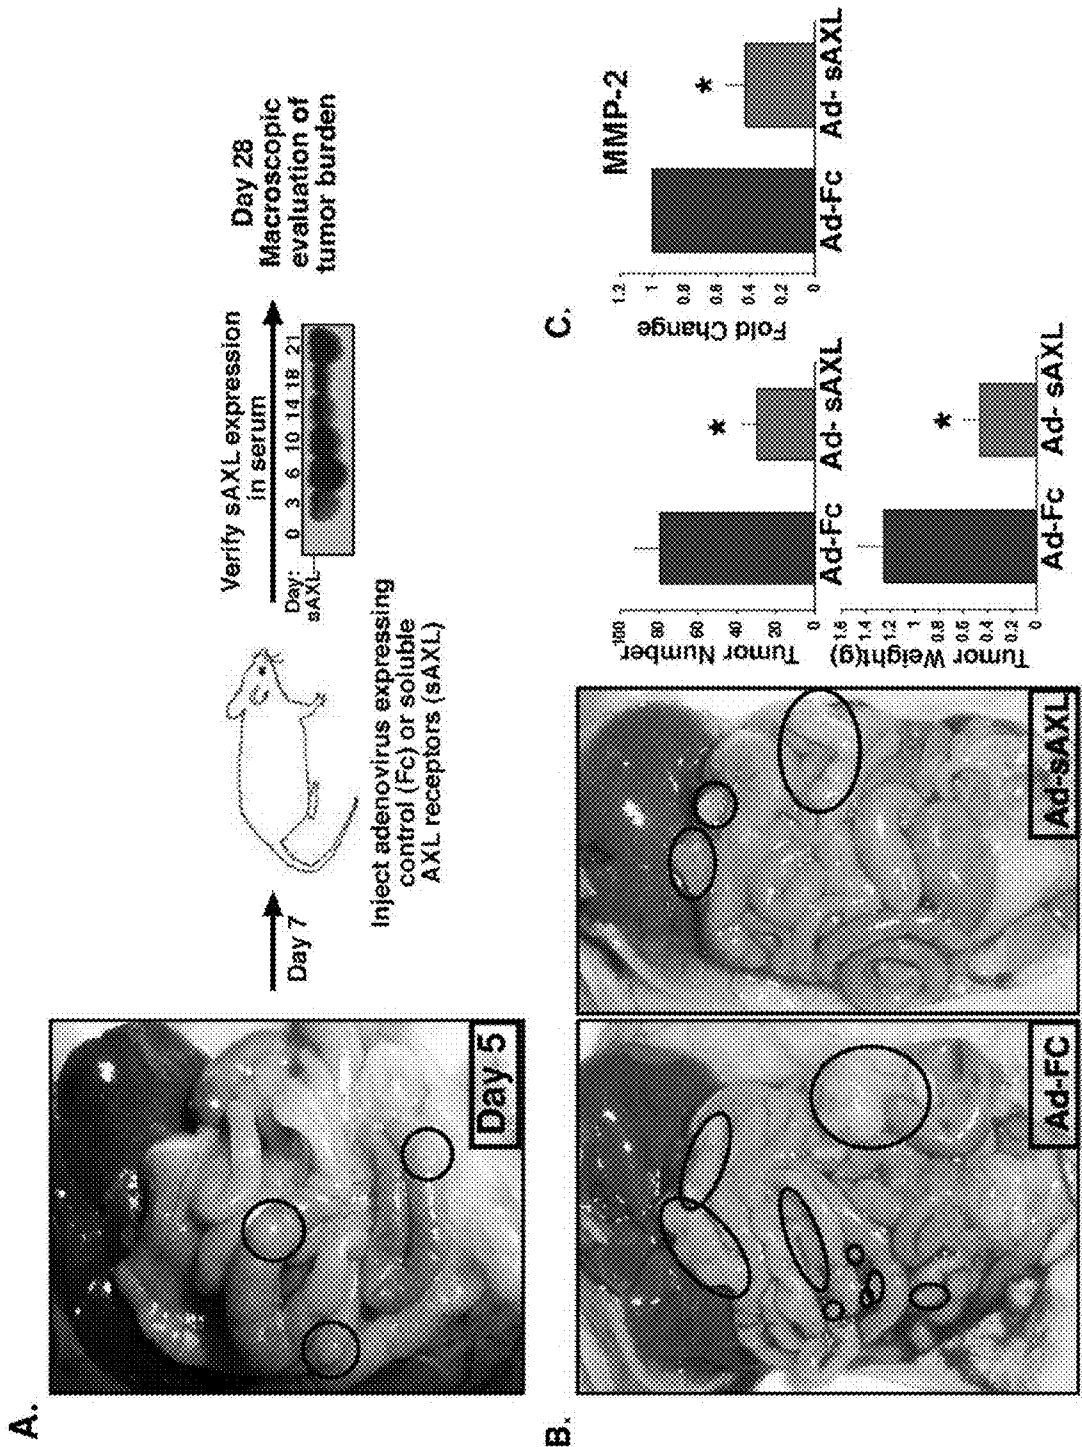 A.
Day 5
Day 7
Inject adenovirus expressing
control (Fc) or soluble
AXL receptors (sAXL)
Verify sAXL expression
in serum
Day: 0 3 6 10 14 18 21
sAXL
Day 28
Macroscopic
evaluation of
tumor burden
B.
Ad-FC
Ad-sAXL
Tumor Number
100
80
60
40
20
0
*
Ad-Fc Ad- sAXL
Tumor Weight(g)
1.6
1.4
1.2
1
0.8
0.6
0.4
0.2
0
*
Ad-Fc Ad- sAXL
C.
MMP-2
Fold Change
1.2
1
0.8
0.6
0.4
0.2
0
*
Ad-Fc Ad- sAXL